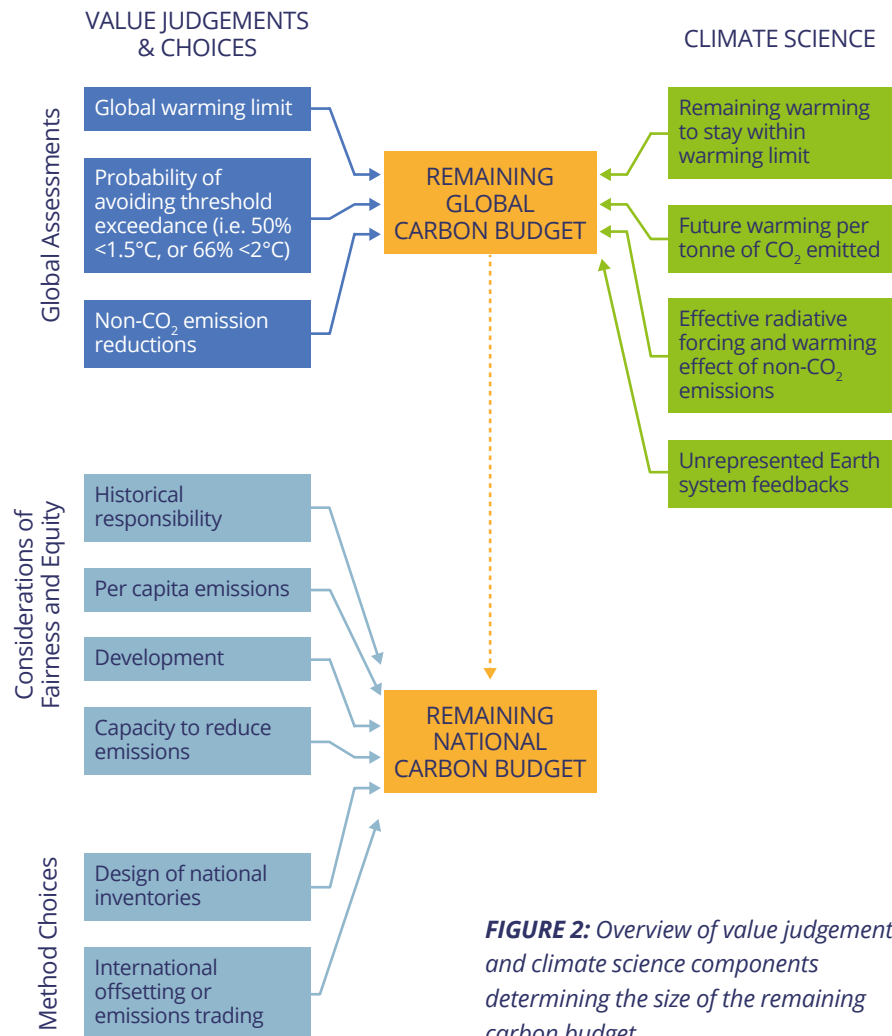 VALUE JUDGEMENTS
& CHOICES
CLIMATE SCIENCE
Global Assessments
Global warming limit
Probability of
avoiding threshold
exceedance (i.e. 50%
<1.5°C, or 66% <2°C)
Non-CO₂ emission
reductions
REMAINING
GLOBAL
CARBON BUDGET
Remaining warming
to stay within
warming limit
Future warming per
tonne of CO₂ emitted
Effective radiative
forcing and warming
effect of non-CO₂
emissions
Unrepresented Earth
system feedbacks
Considerations of
Fairness and Equity
Historical
responsibility
Per capita emissions
Development
Capacity to reduce
emissions
REMAINING
NATIONAL
CARBON BUDGET
Method Choices
Design of national
inventories
International
offsetting or
emissions trading
FIGURE 2: Overview of value judgement
and climate science components
determining the size of the remaining
carbon budget